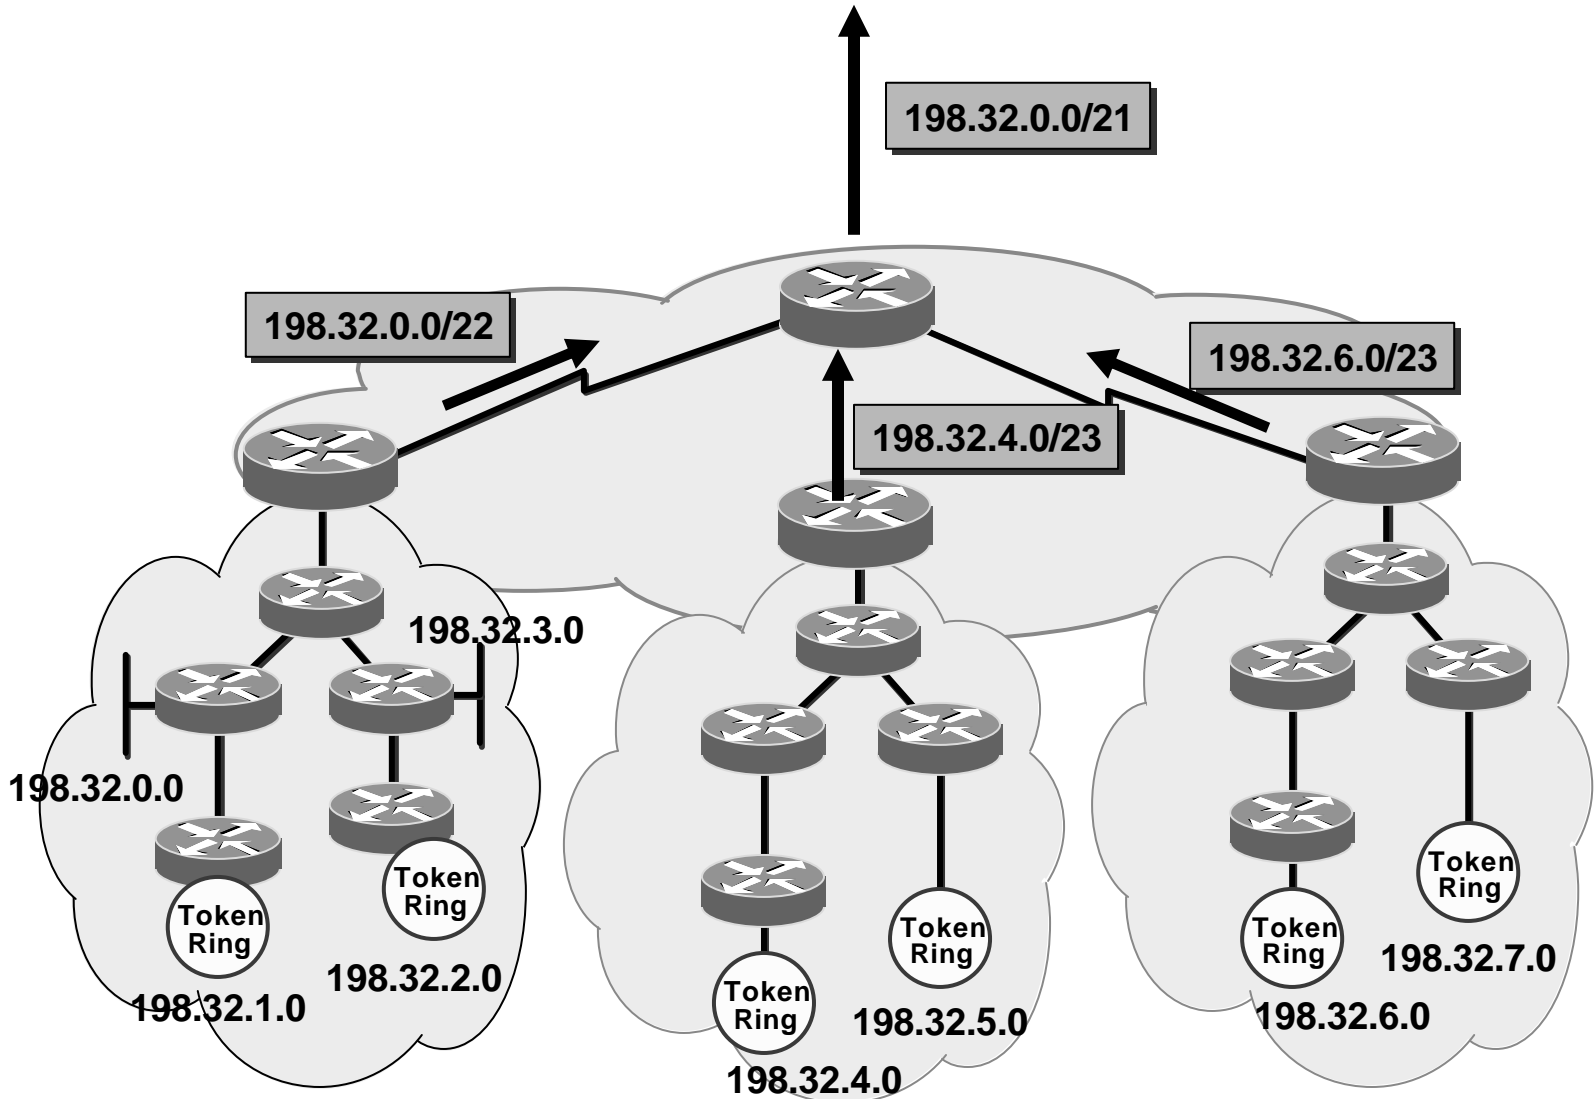 198.32.0.0/21
198.32.0.0/22
198.32.6.0/23
198.32.4.0/23
198.32.3.0
198.32.0.0
Token
Ring
198.32.1.0
Token
Ring
198.32.2.0
Token
Ring
198.32.4.0
Token
Ring
198.32.5.0
Token
Ring
198.32.6.0
Token
Ring
198.32.7.0